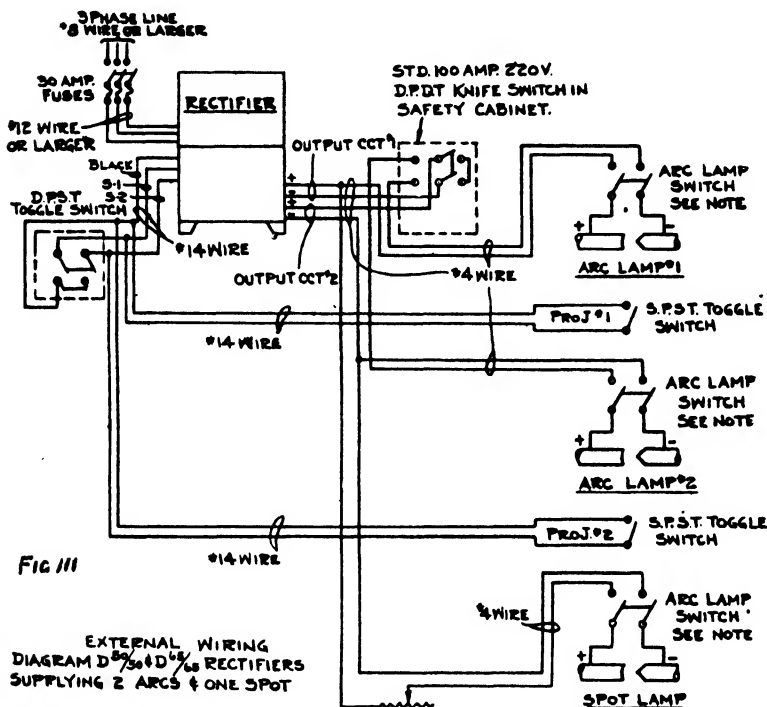 3 PHASE LINE
#8 WIRE OR LARGER
30 AMP.
FUSES
#12 WIRE
OR LARGER
RECTIFIER
STD. 100 AMP. 220V.
D.P.D.T KNIFE SWITCH IN
SAFETY CABINET.
OUTPUT CCT#1
BLACK
S-1
S-2
D.P.S.T
TOGGLE SWITCH
#14 WIRE
+
-
+
-
OUTPUT CCT#2
#4 WIRE
ARC LAMP
SWITCH
SEE NOTE
+
-
ARC LAMP #1
#14 WIRE
PROJ #1
S.P.S.T. TOGGLE
SWITCH
ARC LAMP
SWITCH
SEE NOTE
+
-
ARC LAMP #2
#14 WIRE
PROJ. #2
S.P.S.T. TOGGLE
SWITCH
FIG III
#4 WIRE
ARC LAMP
SWITCH
SEE NOTE
+
-
SPOT LAMP
EXTERNAL WIRING
DIAGRAM D 50/50 & D 65/65 RECTIFIERS
SUPPLYING 2 ARCS & ONE SPOT